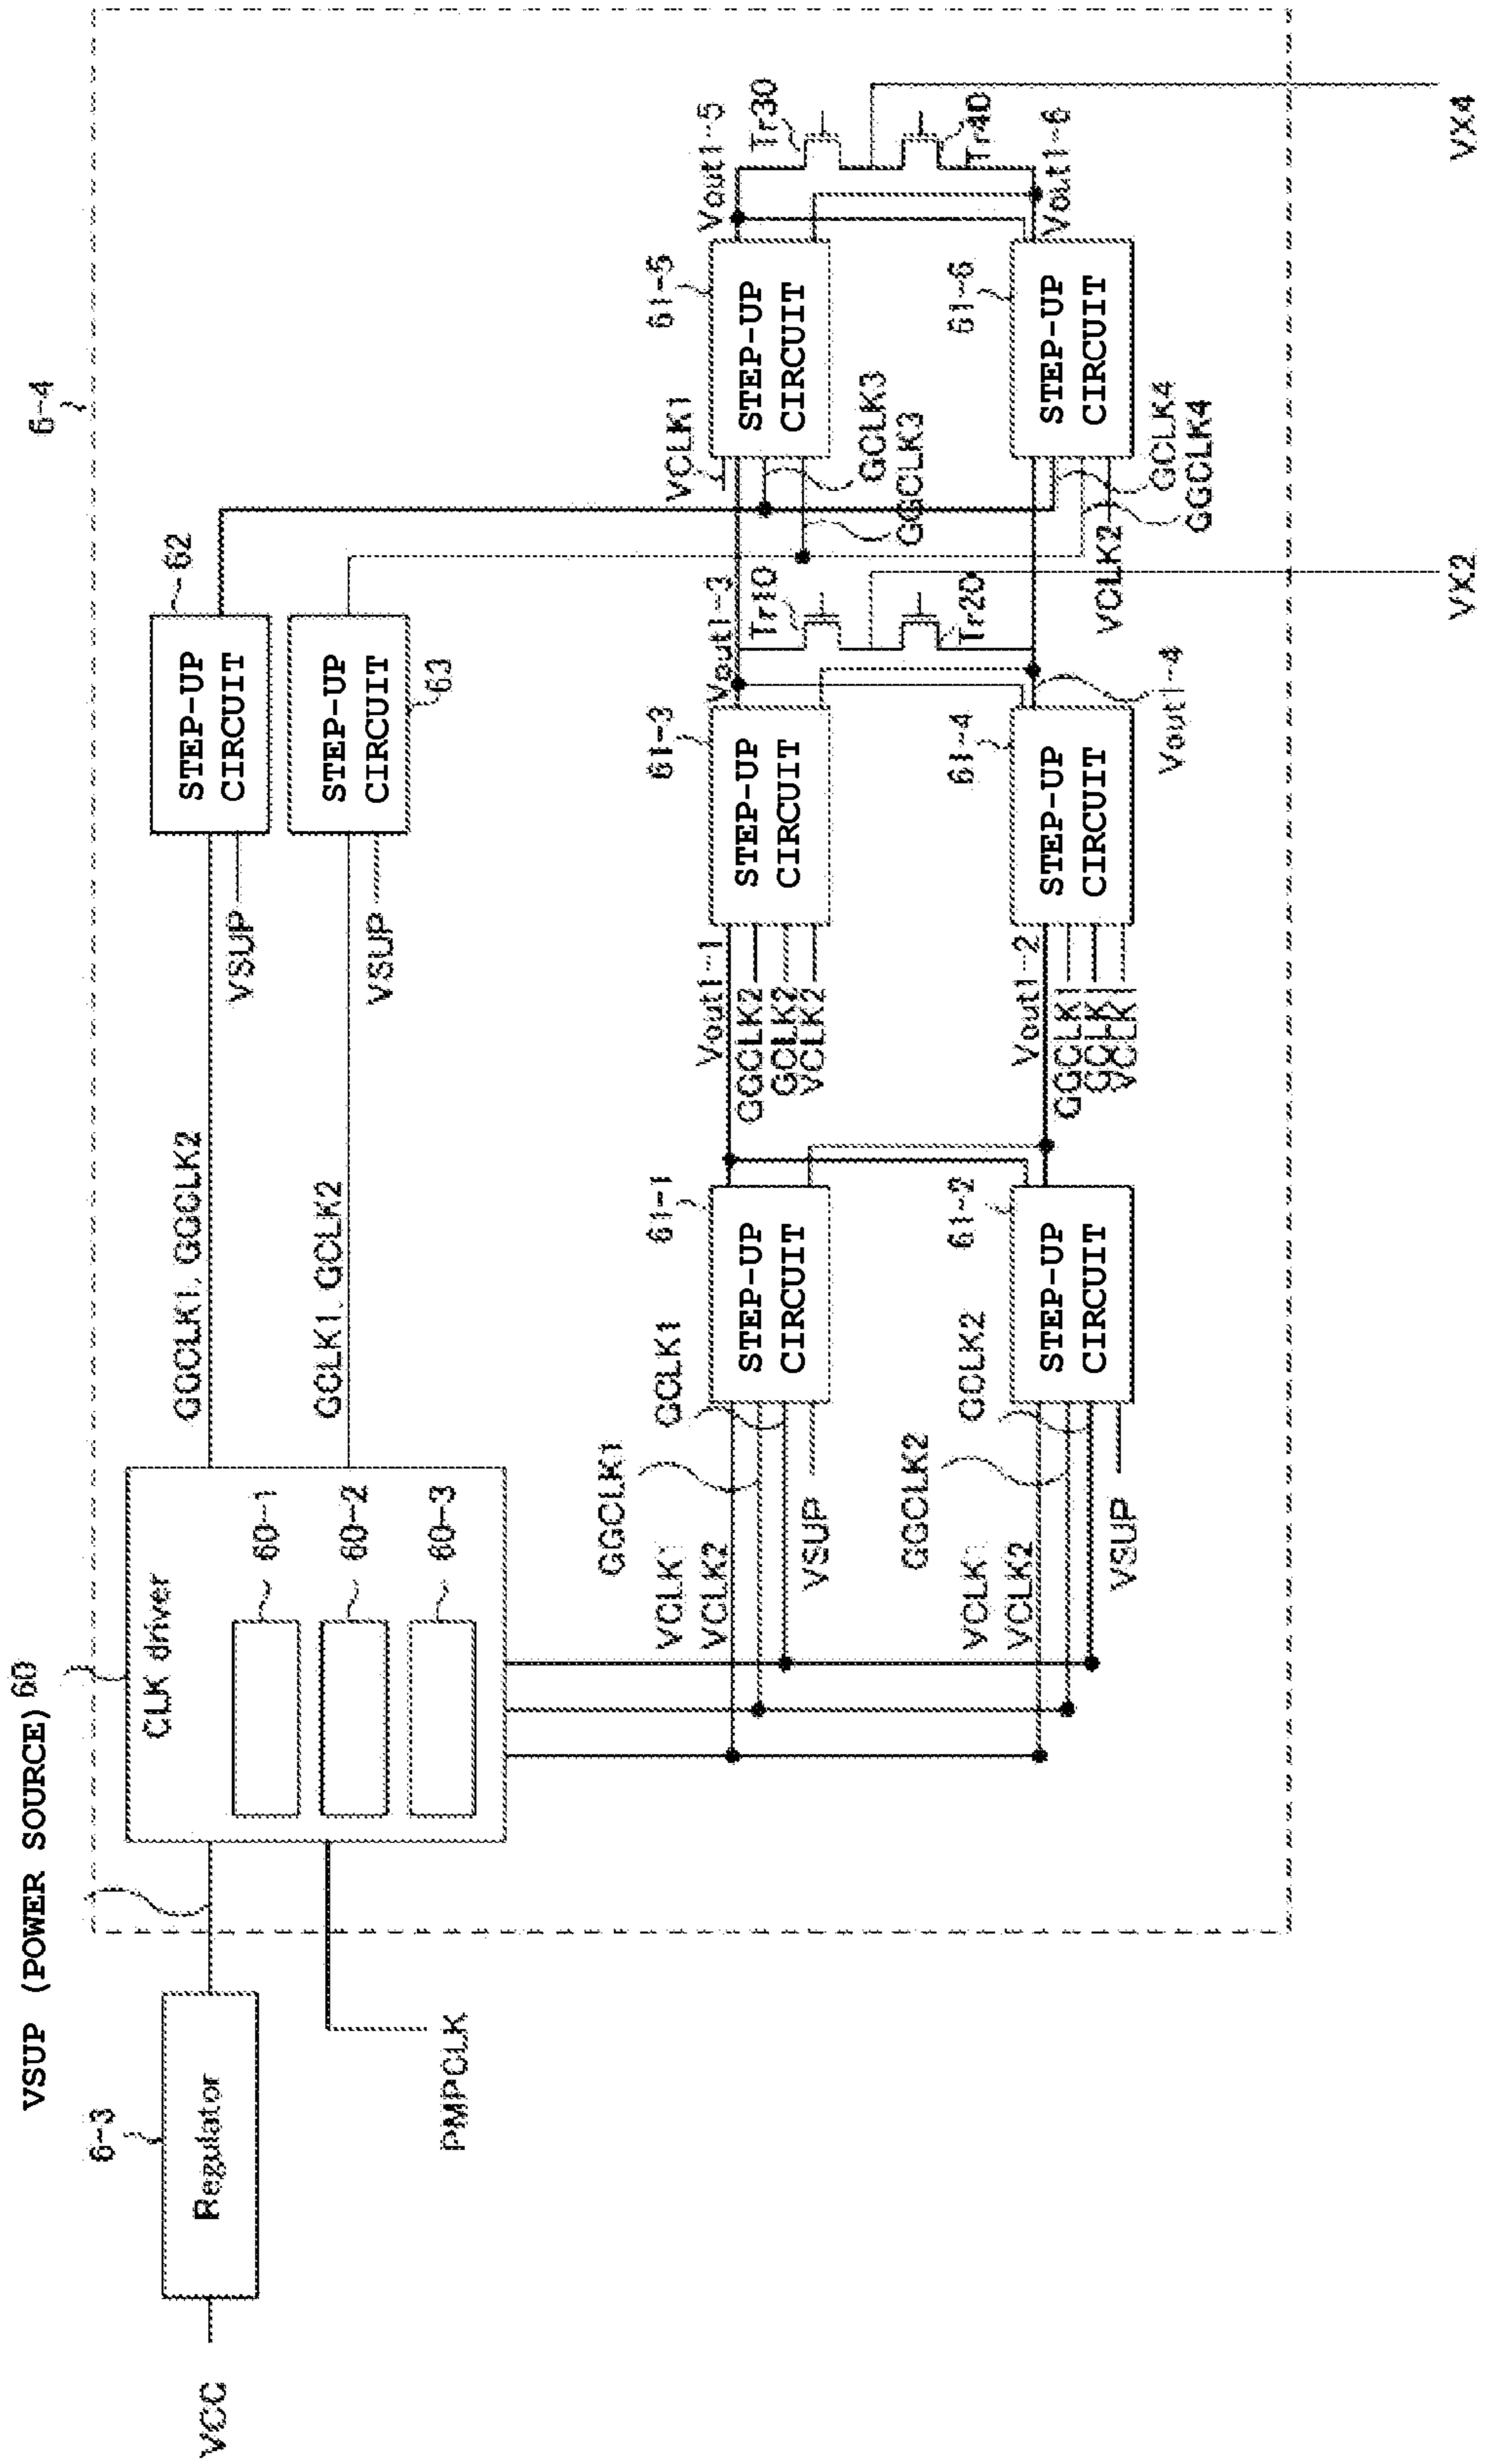 VSUP (POWER SOURCE)
60
6-4
VCC
6-3
Regulator
PMPCLK
CLK driver
60-1
60-2
60-3
GGCLK1, GGCLK2
GCLK1, GCLK2
VSUP
VSUP
62
STEP-UP
CIRCUIT
63
STEP-UP
CIRCUIT
GGCLK1
GCLK1
VCLK1
VCLK2
VSUP
61-1
STEP-UP
CIRCUIT
Vout1-1
GGCLK2
GCLK2
VCLK2
61-3
STEP-UP
CIRCUIT
Vout1-3
Tr10
Tr20
VCLK1
GCLK3
GGCLK3
61-5
STEP-UP
CIRCUIT
Vout1-5
Tr30
Tr40
GGCLK2
GCLK2
VCLK1
VCLK2
VSUP
61-2
STEP-UP
CIRCUIT
Vout1-2
GGCLK1
GCLK1
VCLK1
61-4
STEP-UP
CIRCUIT
Vout1-4
VCLK2
GCLK4
GGCLK4
61-6
STEP-UP
CIRCUIT
Vout1-6
VX2
VX4